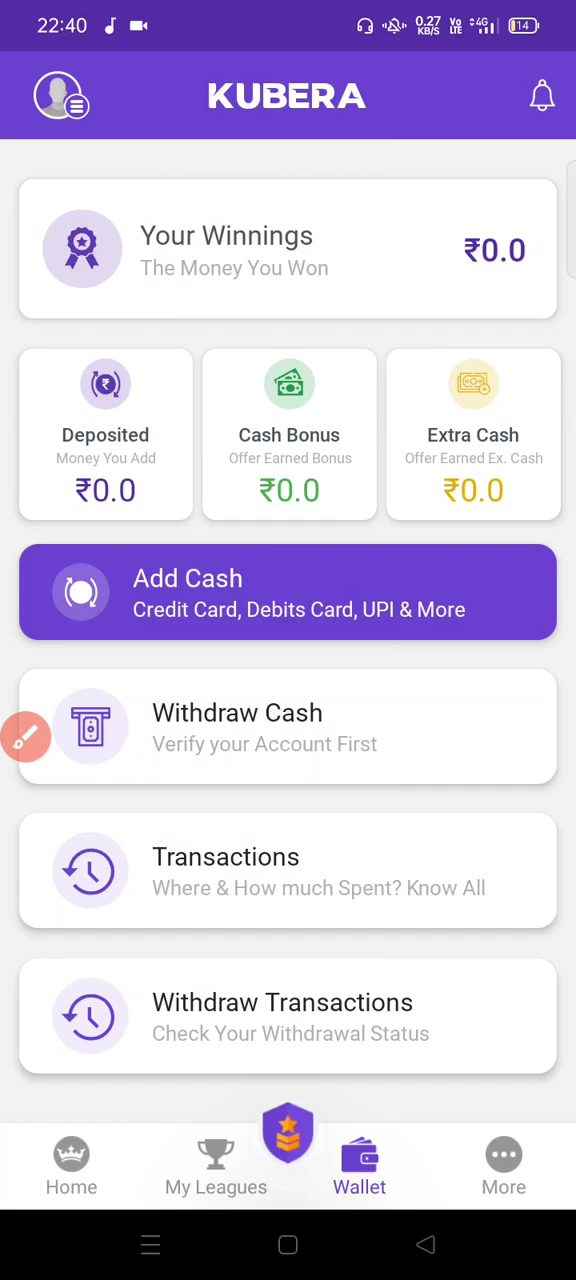 22:40
0.27
KB/S
Vo
LTE
4G
14
KUBERA
Your Winnings
The Money You Won
₹0.0
Deposited
Money You Add
₹0.0
Cash Bonus
Offer Earned Bonus
₹0.0
Extra Cash
Offer Earned Ex. Cash
₹0.0
Add Cash
Credit Card, Debits Card, UPI & More
Withdraw Cash
Verify your Account First
Transactions
Where & How much Spent? Know All
Withdraw Transactions
Check Your Withdrawal Status
Home
My Leagues
Wallet
More